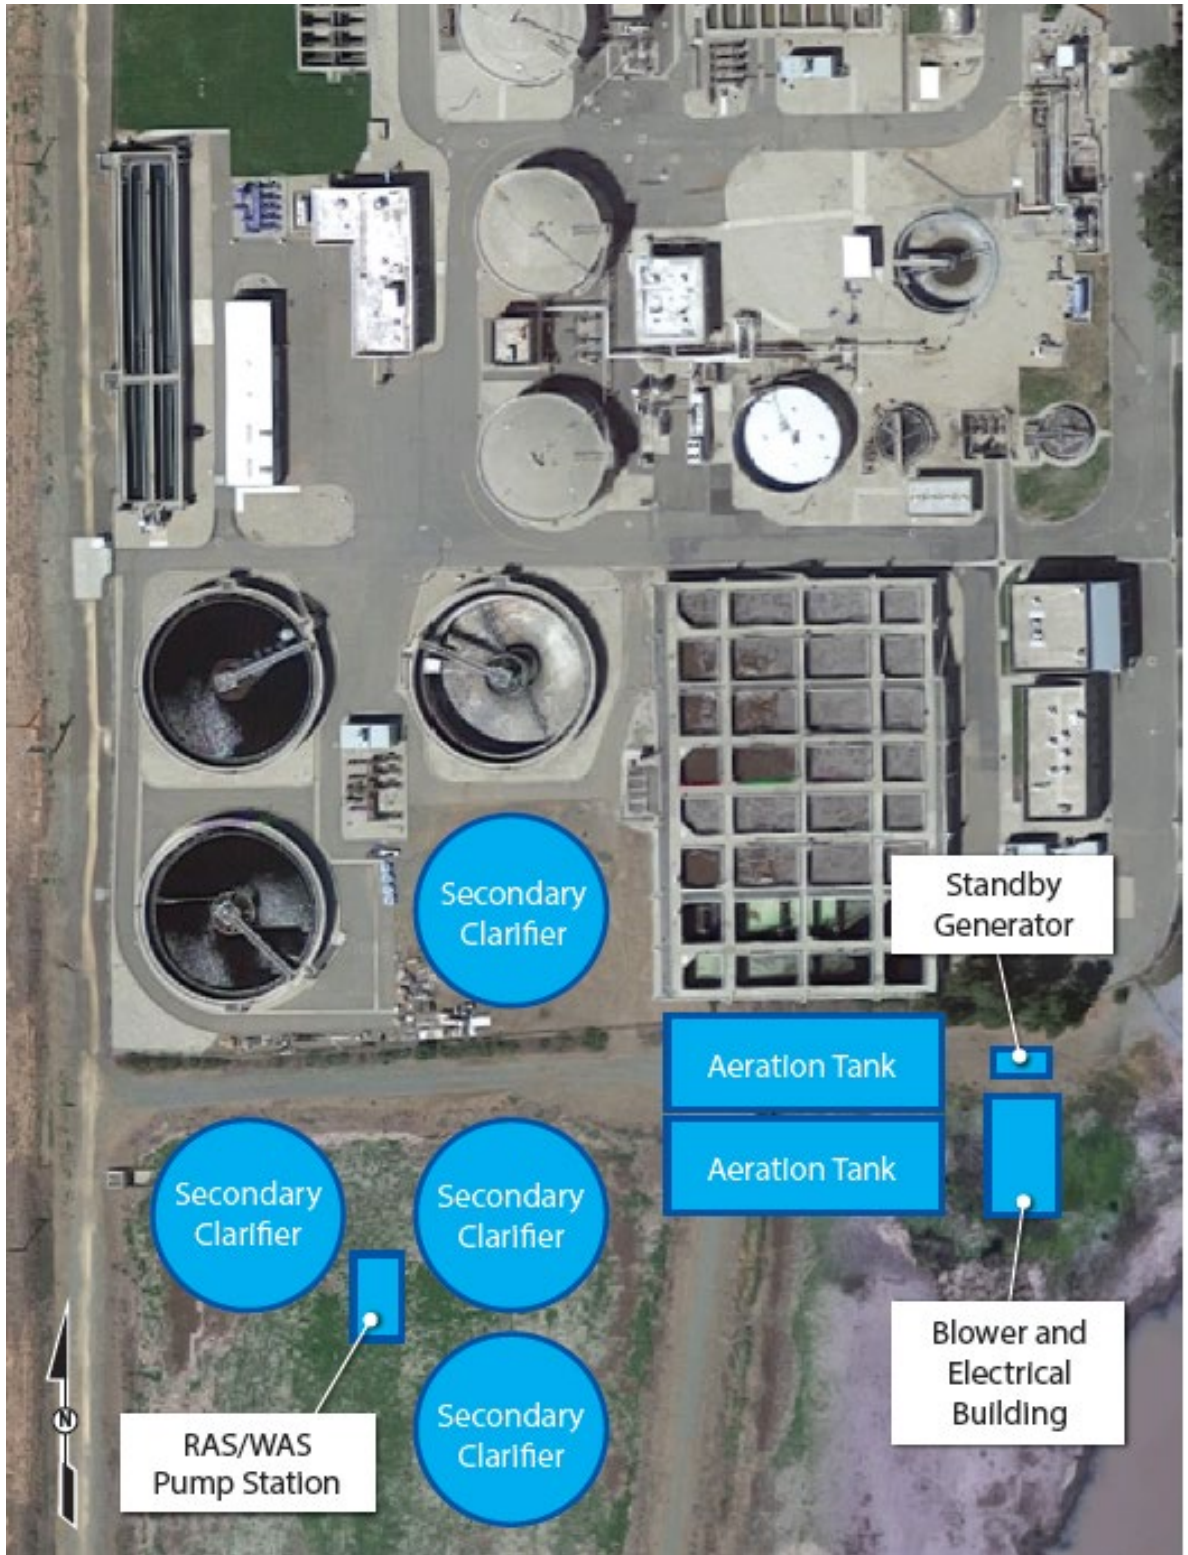 Secondary
Clarifier
Standby
Generator
Aeration Tank
Aeration Tank
Secondary
Clarifier
Secondary
Clarifier
Blower and
Electrical
Building
Secondary
Clarifier
RAS/WAS
Pump Station
N